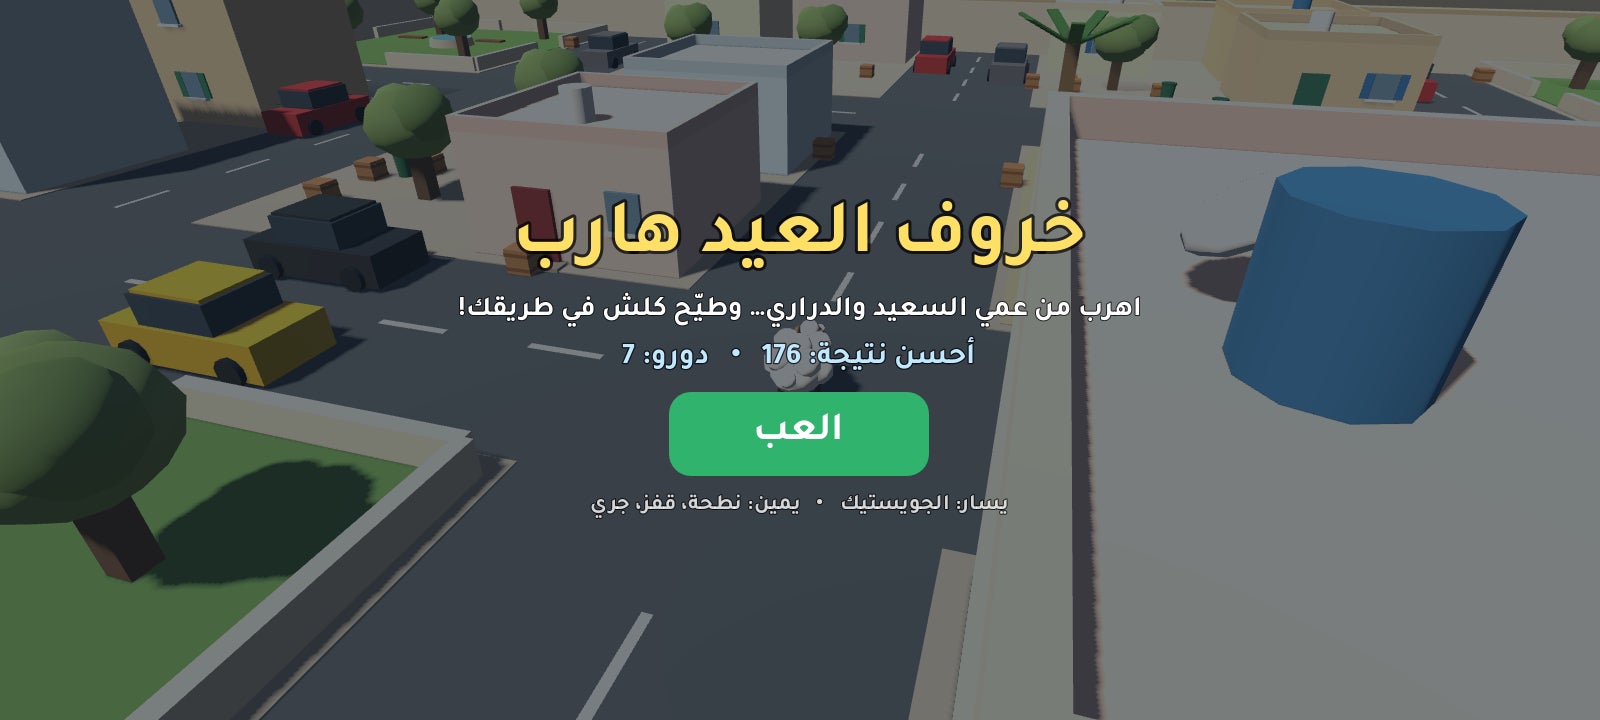 خروف العيد هارب
اهرب من عمي السعيد والدراري… وطيّح كلش في طريقك!
أحسن نتيجة: 176 • دورو: 7
العب
يسار: الجويستيك • يمين: نطحة، قفز، جري